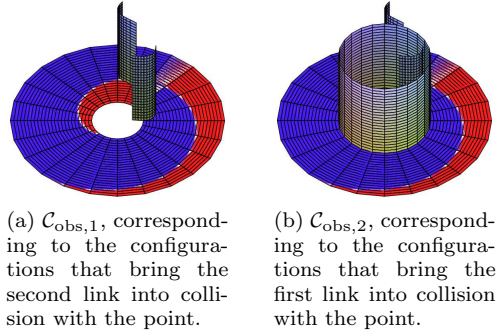 (a) 𝒞obs,1, correspond-
ing to the configura-
tions that bring the
second link into colli-
sion with the point.
(b) 𝒞obs,2, correspond-
ing to the configura-
tions that bring the
first link into collision
with the point.